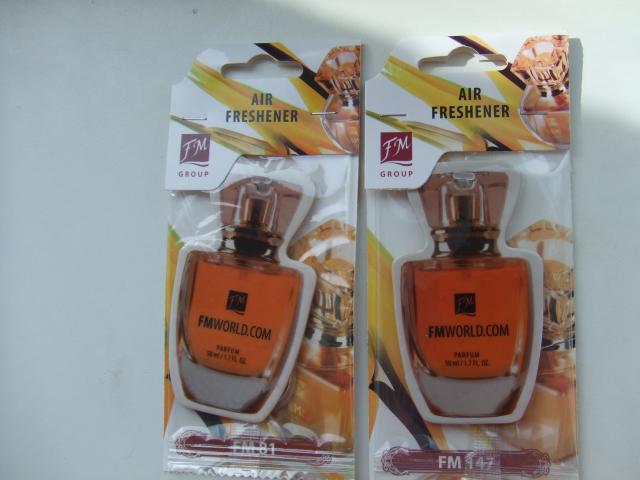 AIR
FRESHENER
FM
GROUP
FM
FMWORLD.COM
PARFUM
50 ml / 1.7 FL. OZ.
FM 81
AIR
FRESHENER
FM
GROUP
FM
FMWORLD.COM
PARFUM
50 ml / 1.7 FL. OZ.
FM 147